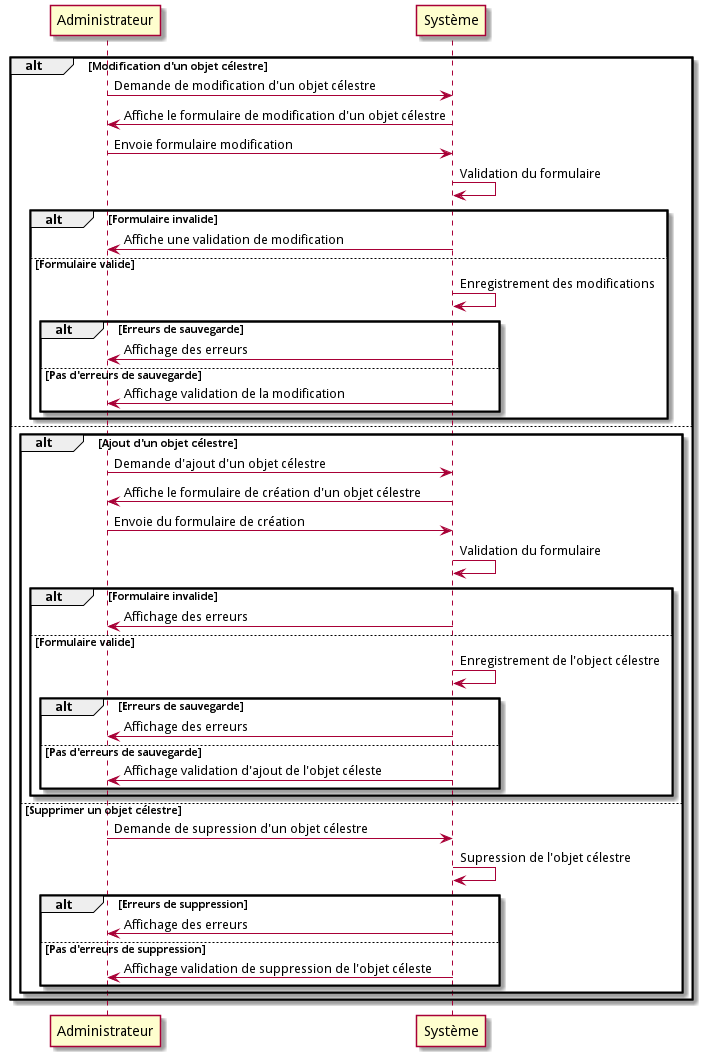 Administrateur Système
alt [Modification d'un objet célestre]
Demande de modification d'un objet célestre
Affiche le formulaire de modification d'un objet célestre
Envoie formulaire modification
Validation du formulaire
alt [Formulaire invalide]
Affiche une validation de modification
[Formulaire valide]
Enregistrement des modifications
alt [Erreurs de sauvegarde]
Affichage des erreurs
[Pas d'erreurs de sauvegarde]
Affichage validation de la modification
alt [Ajout d'un objet célestre]
Demande d'ajout d'un objet célestre
Affiche le formulaire de création d'un objet célestre
Envoie du formulaire de création
Validation du formulaire
alt [Formulaire invalide]
Affichage des erreurs
[Formulaire valide]
Enregistrement de l'object célestre
alt [Erreurs de sauvegarde]
Affichage des erreurs
[Pas d'erreurs de sauvegarde]
Affichage validation d'ajout de l'objet céleste
[Supprimer un objet célestre]
Demande de supression d'un objet célestre
Supression de l'objet célestre
alt [Erreurs de suppression]
Affichage des erreurs
[Pas d'erreurs de suppression]
Affichage validation de suppression de l'objet céleste
Administrateur Système